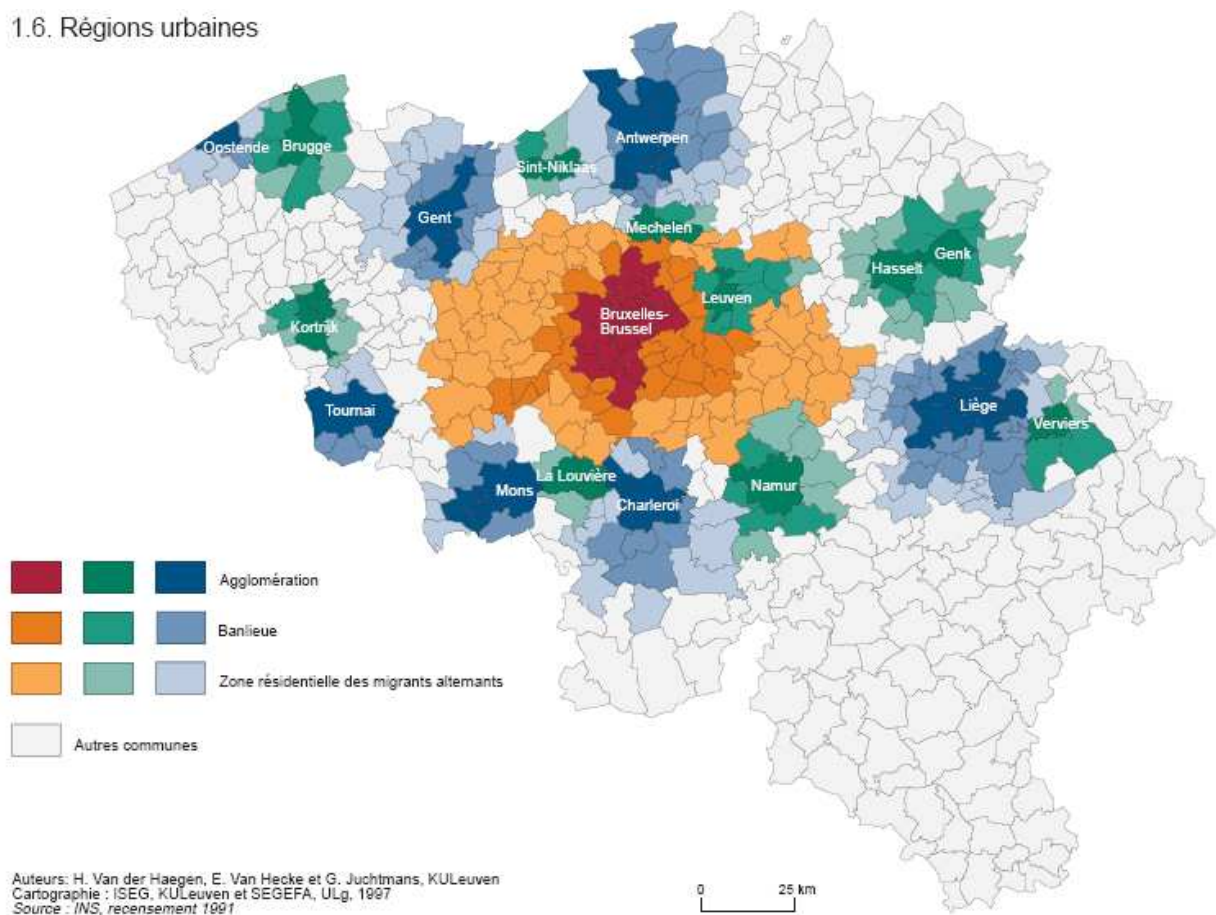 1.6. Régions urbaines
Oostende
Brugge
Antwerpen
Sint-Niklaas
Gent
Mechelen
Hasselt
Genk
Leuven
Bruxelles-
Brussel
Kortrijk
Tournai
Liège
Verviers
La Louvière
Mons
Charleroi
Namur
Agglomération
Banlieue
Zone résidentielle des migrants alternants
Autres communes
Auteurs: H. Van der Haegen, E. Van Hecke et G. Juchtmans, KULeuven
Cartographie : ISEG, KULeuven et SEGEFA, ULg, 1997
Source : INS, recensement 1991
0 25 km